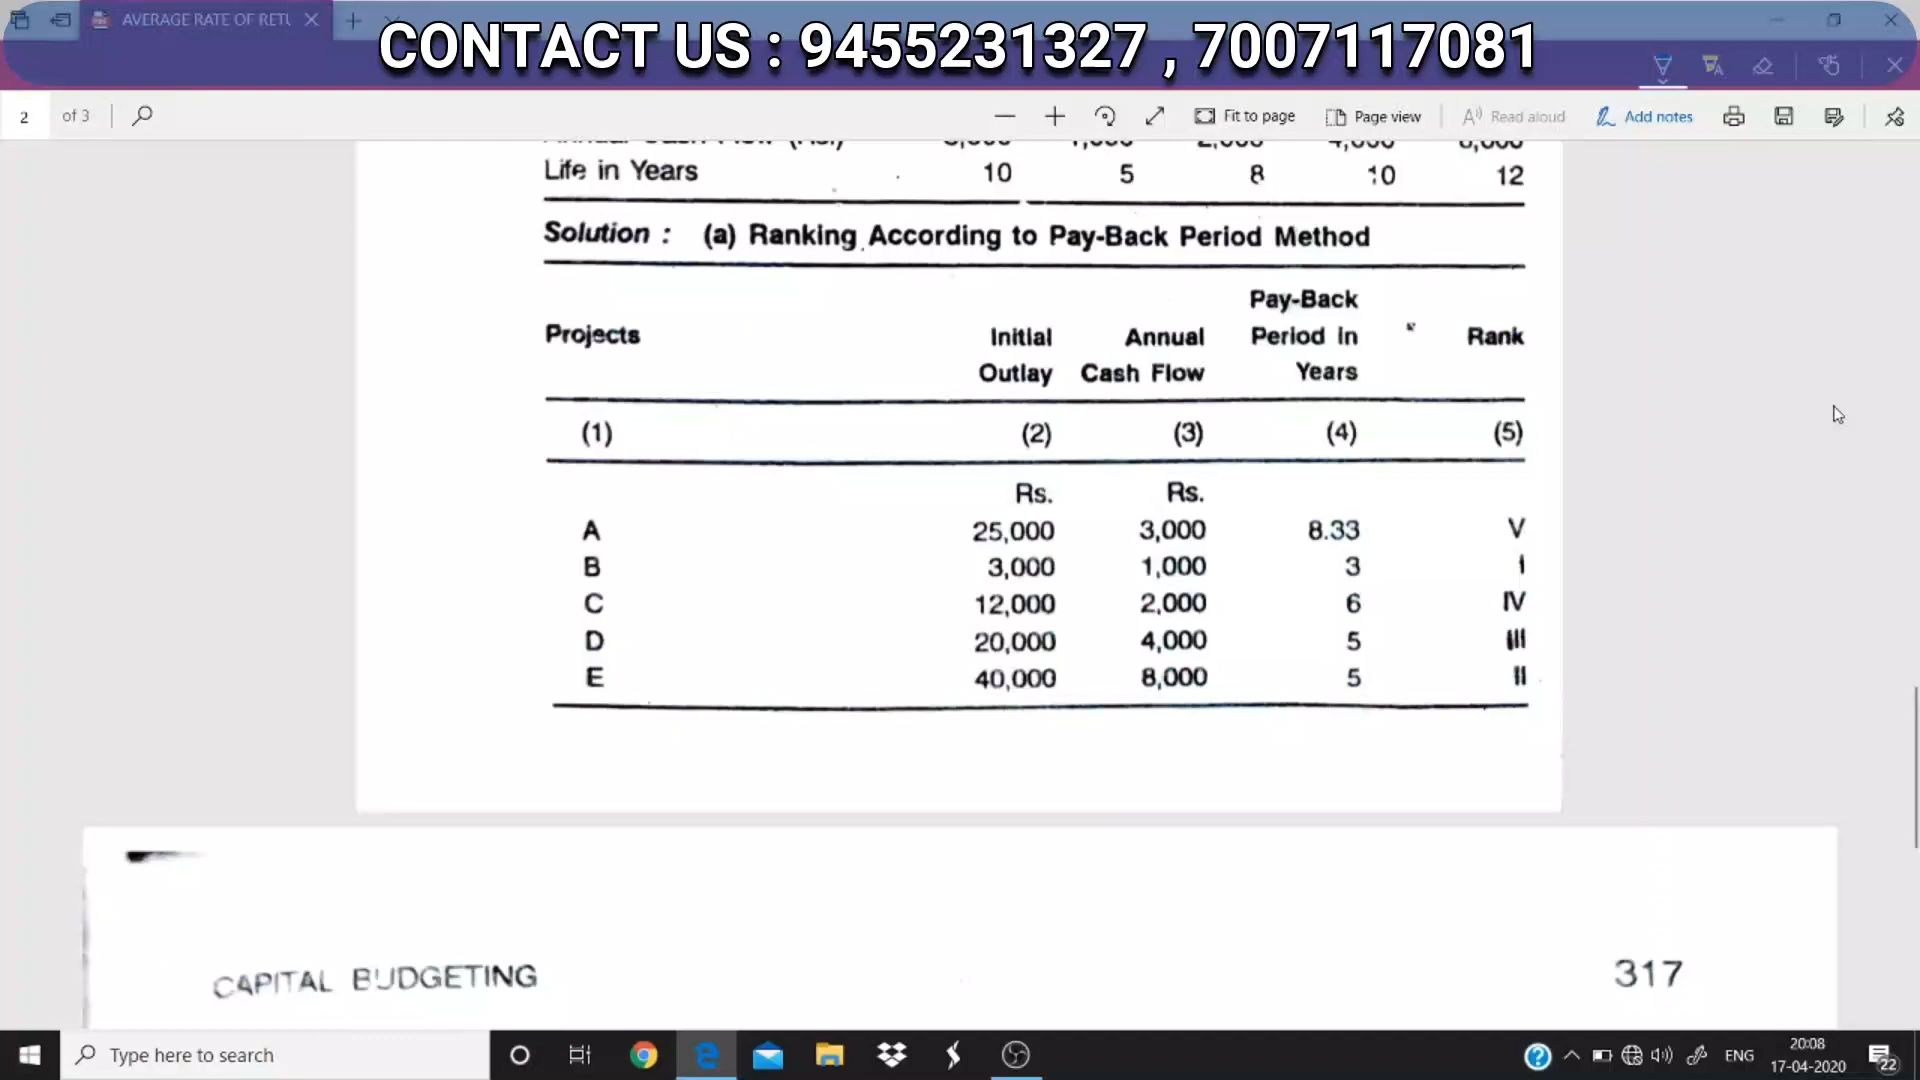 AVERAGE RATE OF RETU
CONTACT US : 9455231327 , 7007117081
2 of 3 Fit to page Page view Read aloud Add notes
Life in Years 10 5 8 10 12
Solution : (a) Ranking According to Pay-Back Period Method
Pay-Back
Projects Initial Annual Period in Rank
Outlay Cash Flow Years
(1) (2) (3) (4) (5)
Rs. Rs.
A 25,000 3,000 8.33 V
B 3,000 1,000 3 I
C 12,000 2,000 6 IV
D 20,000 4,000 5 III
E 40,000 8,000 5 II
CAPITAL BUDGETING 317
Type here to search
ENG 20:08
17-04-2020 22